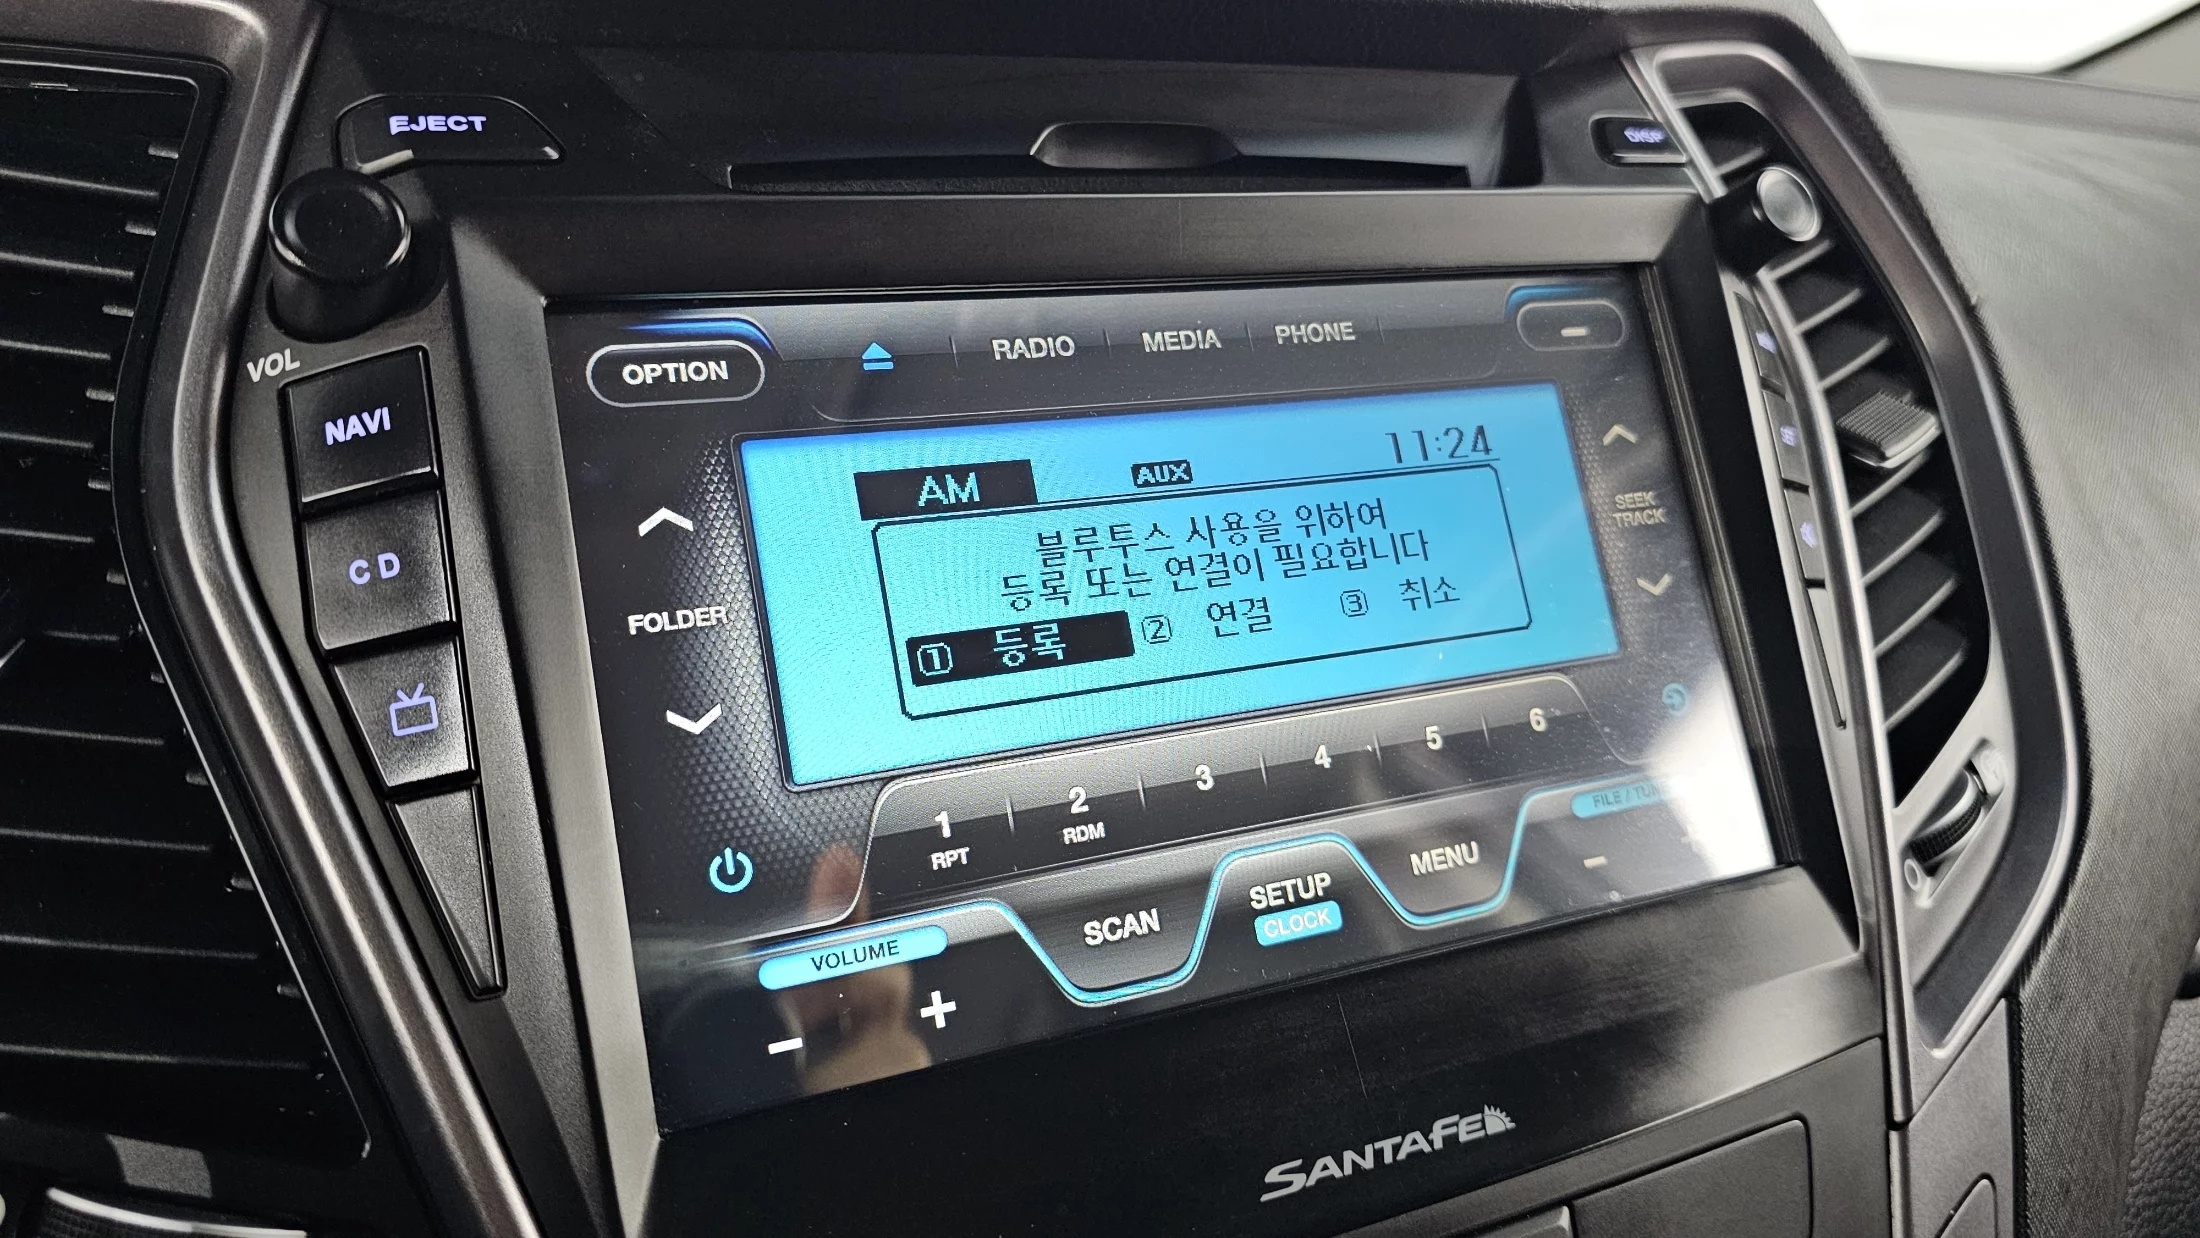 EJECT
DISP
VOL
NAVI
CD
OPTION
RADIO
MEDIA
PHONE
AM
AUX
11:24
블루투스 사용을 위하여
등록 또는 연결이 필요합니다
1 등록 2 연결 3 취소
FOLDER
SEEK
TRACK
1 2 3 4 5 6
RPT RDM
SCAN
SETUP
CLOCK
MENU
FILE / TUNE
VOLUME
- +
SANTAFE